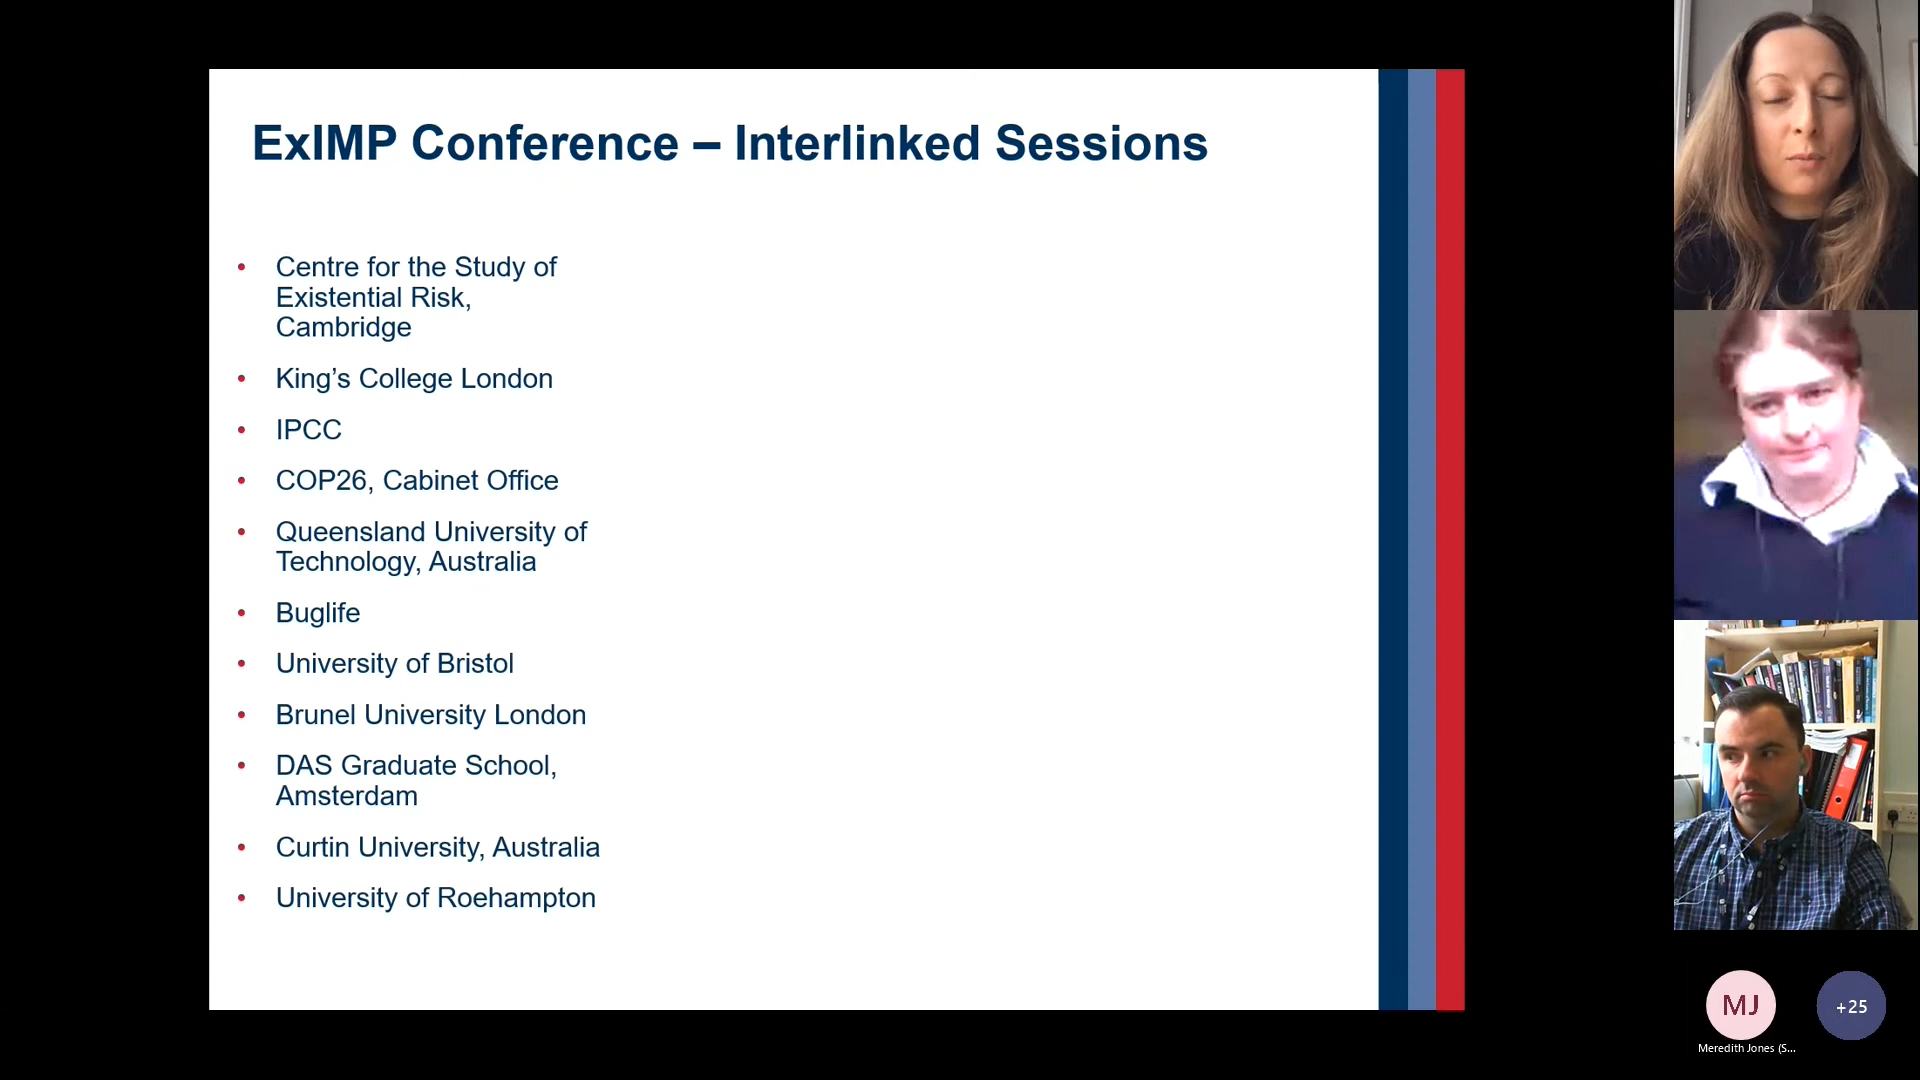 ExIMP Conference – Interlinked Sessions
• Centre for the Study of
Existential Risk,
Cambridge
• King’s College London
• IPCC
• COP26, Cabinet Office
• Queensland University of
Technology, Australia
• Buglife
• University of Bristol
• Brunel University London
• DAS Graduate School,
Amsterdam
• Curtin University, Australia
• University of Roehampton
MJ
+25
Meredith Jones (S...